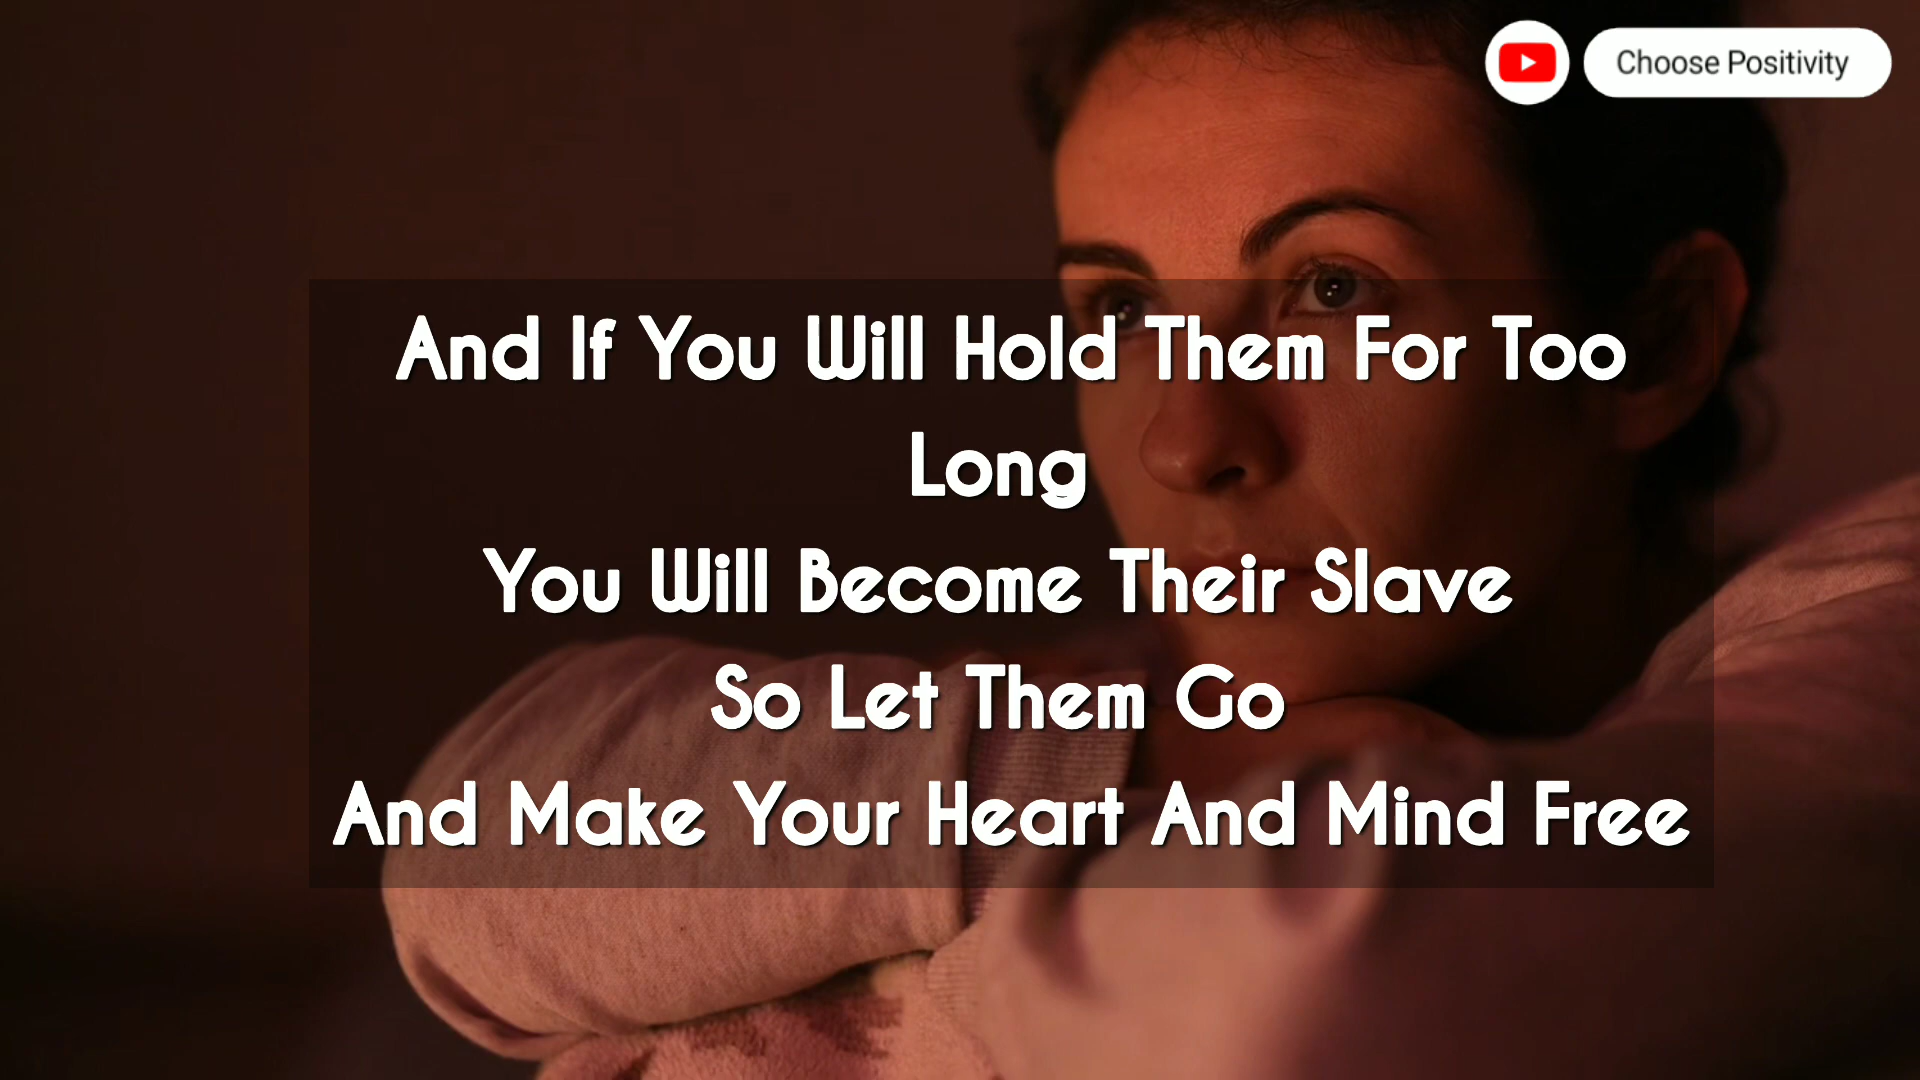 Choose Positivity
And If You Will Hold Them For Too
Long
You Will Become Their Slave
So Let Them Go
And Make Your Heart And Mind Free